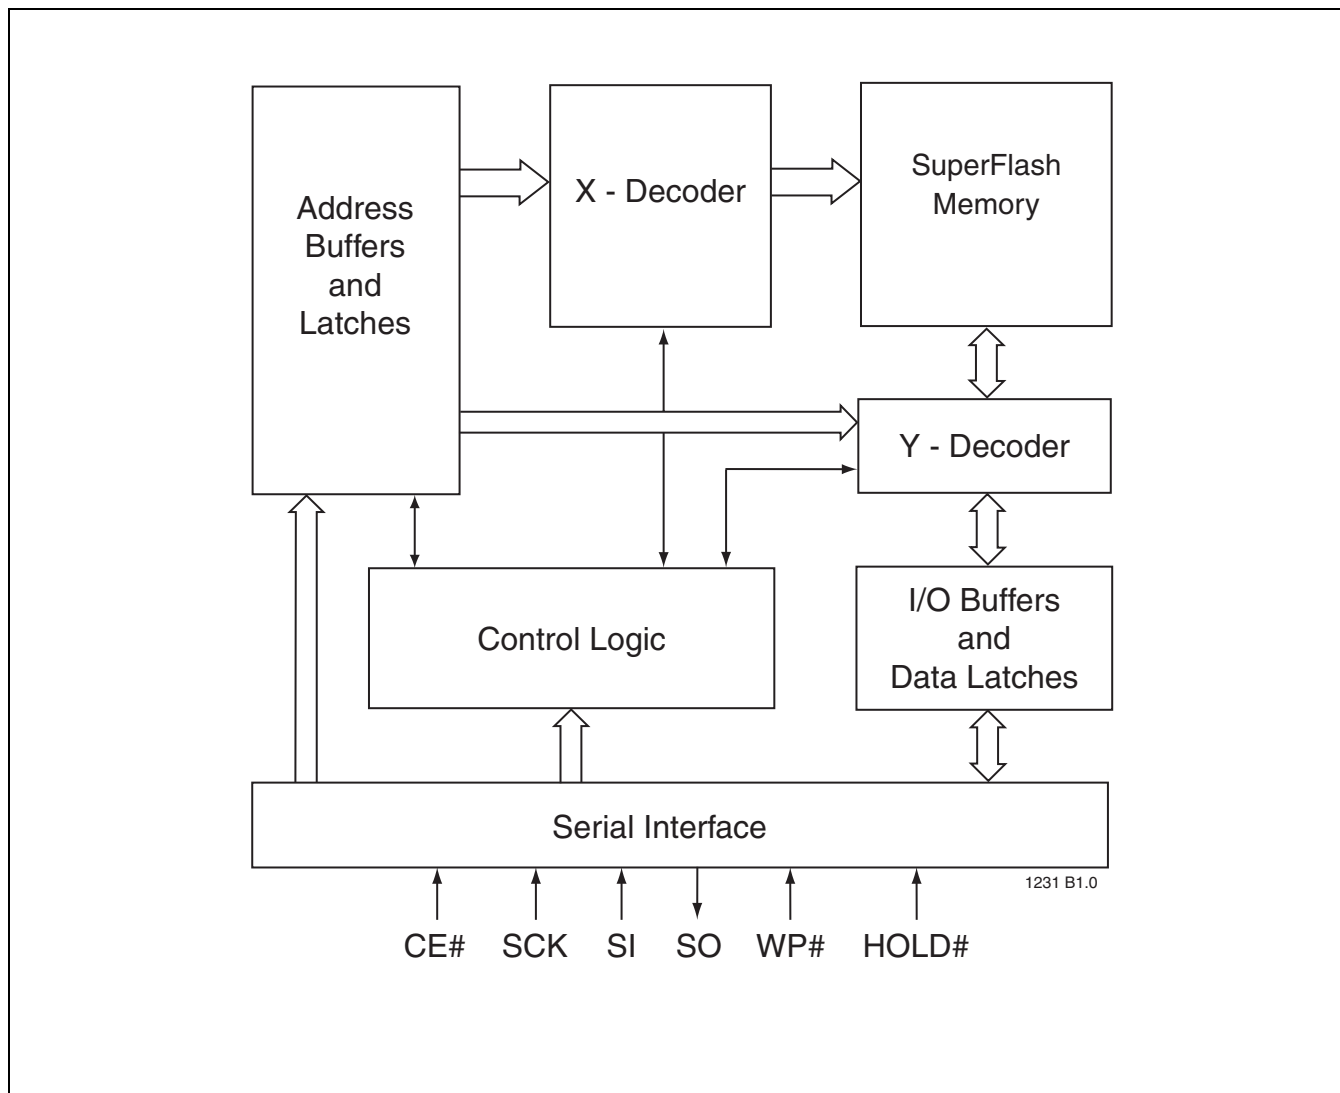 Address
Buffers
and
Latches
X - Decoder
SuperFlash
Memory
Y - Decoder
Control Logic
I/O Buffers
and
Data Latches
Serial Interface
1231 B1.0
CE# SCK SI SO WP# HOLD#